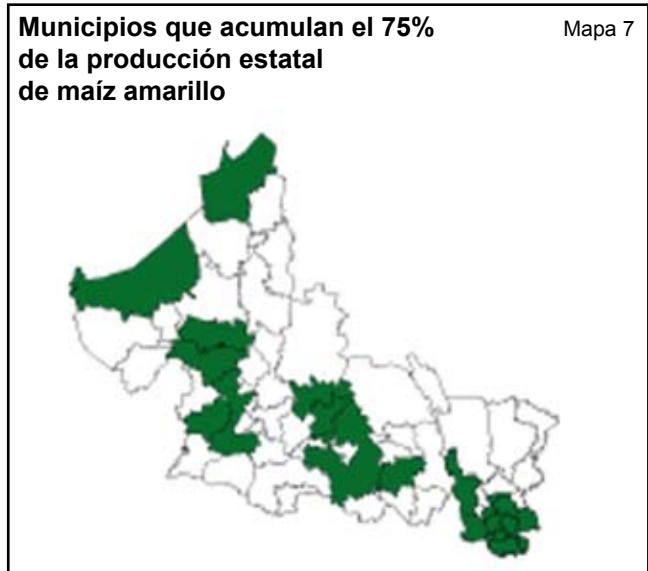 Municipios que acumulan el 75%
de la producción estatal
de maíz amarillo
Mapa 7